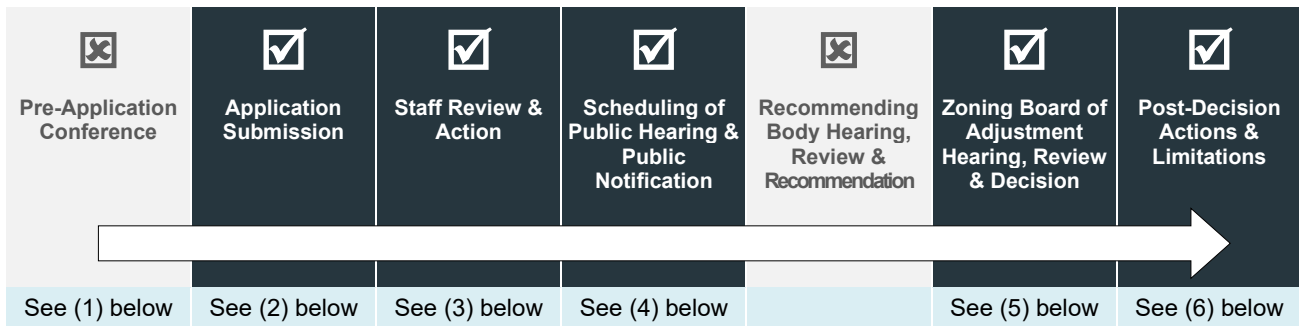 Pre-Application
Conference
Application
Submission
Staff Review &
Action
Scheduling of
Public Hearing &
Public
Notification
Recommending
Body Hearing,
Review &
Recommendation
Zoning Board of
Adjustment
Hearing, Review
& Decision
Post-Decision
Actions &
Limitations
See (1) below
See (2) below
See (3) below
See (4) below
See (5) below
See (6) below